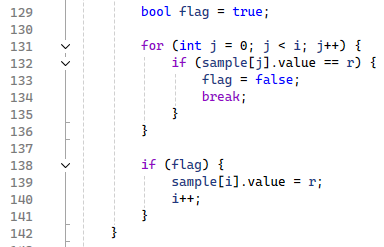 129 bool flag = true;
130
131 for (int j = 0; j < i; j++) {
132 if (sample[j].value == r) {
133 flag = false;
134 break;
135 }
136 }
137
138 if (flag) {
139 sample[i].value = r;
140 i++;
141 }
142 }